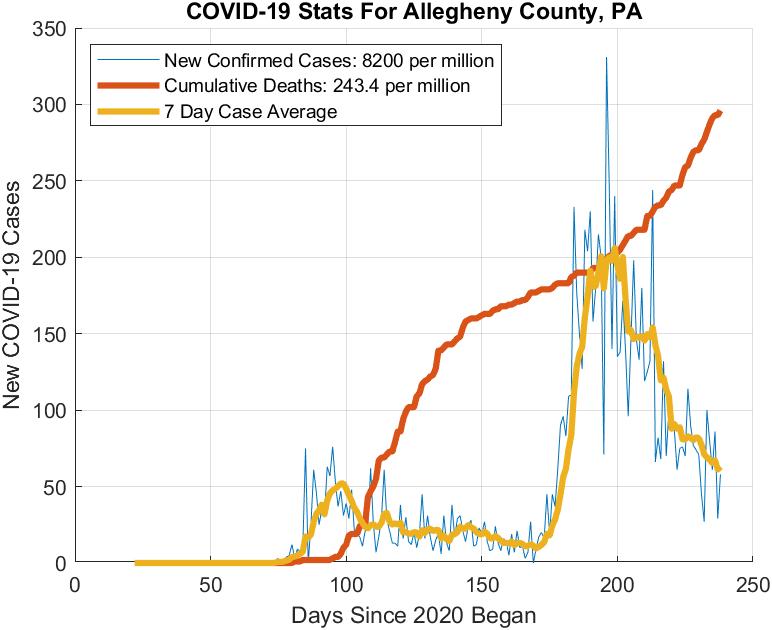 COVID-19 Stats For Allegheny County, PA
350
New Confirmed Cases: 8200 per million
Cumulative Deaths: 243.4 per million
7 Day Case Average
300
250
200
150
100
50
0
New COVID-19 Cases
0 50 100 150 200 250
Days Since 2020 Began